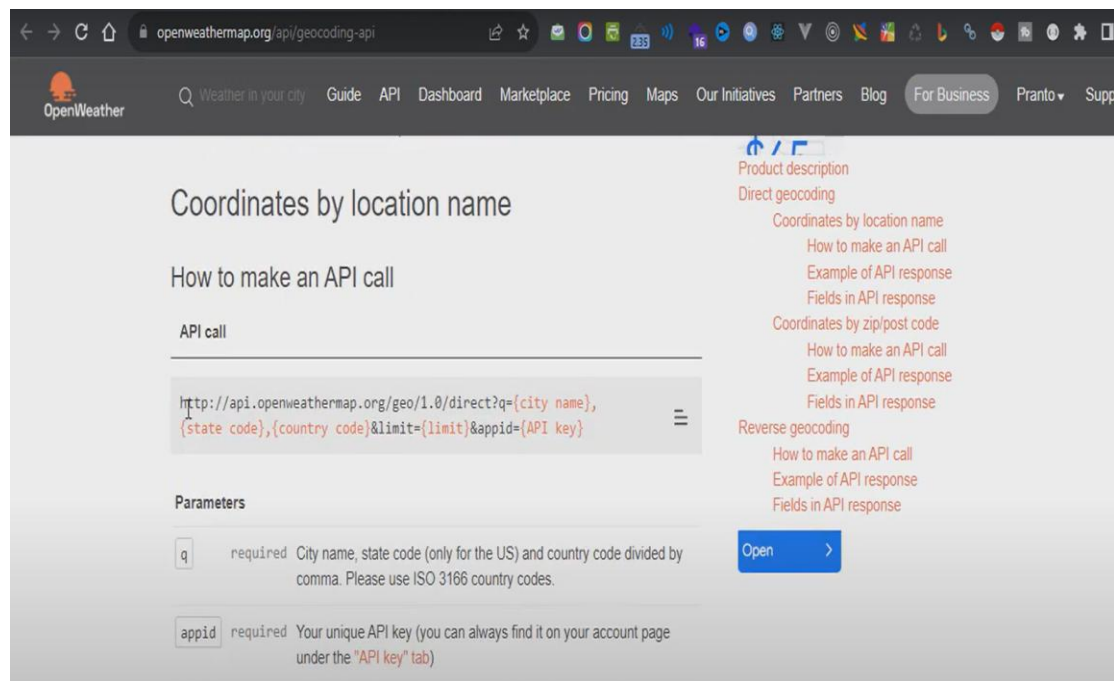 openweathermap.org/api/geocoding-api
235
16
OpenWeather
Weather in your city
Guide API Dashboard Marketplace Pricing Maps Our Initiatives Partners Blog For Business Pranto Supp
Coordinates by location name
How to make an API call
API call
http://api.openweathermap.org/geo/1.0/direct?q={city name},
{state code},{country code}&limit={limit}&appid={API key}
Parameters
q required City name, state code (only for the US) and country code divided by
comma. Please use ISO 3166 country codes.
appid required Your unique API key (you can always find it on your account page
under the "API key" tab)
Product description
Direct geocoding
Coordinates by location name
How to make an API call
Example of API response
Fields in API response
Coordinates by zip/post code
How to make an API call
Example of API response
Fields in API response
Reverse geocoding
How to make an API call
Example of API response
Fields in API response
Open